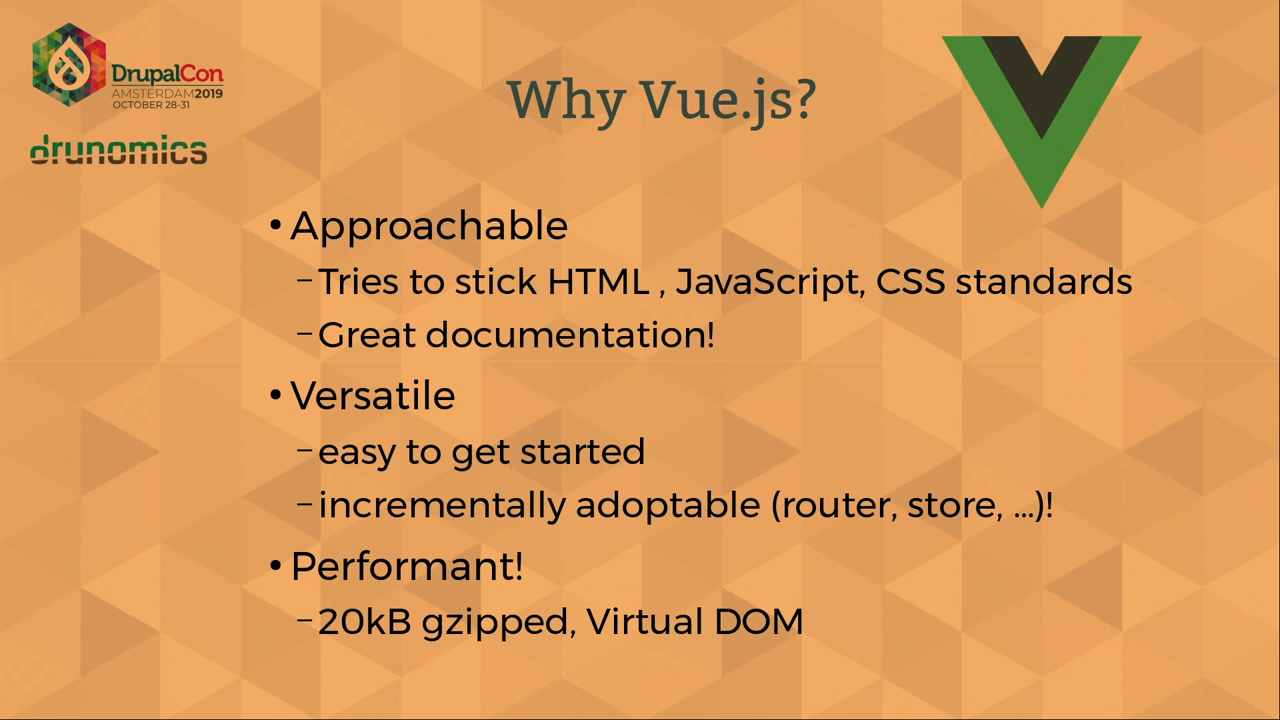 DrupalCon
AMSTERDAM2019
OCTOBER 28-31
drunomics
Why Vue.js?
• Approachable
–Tries to stick HTML , JavaScript, CSS standards
–Great documentation!
• Versatile
–easy to get started
–incrementally adoptable (router, store, ...)!
• Performant!
–20kB gzipped, Virtual DOM